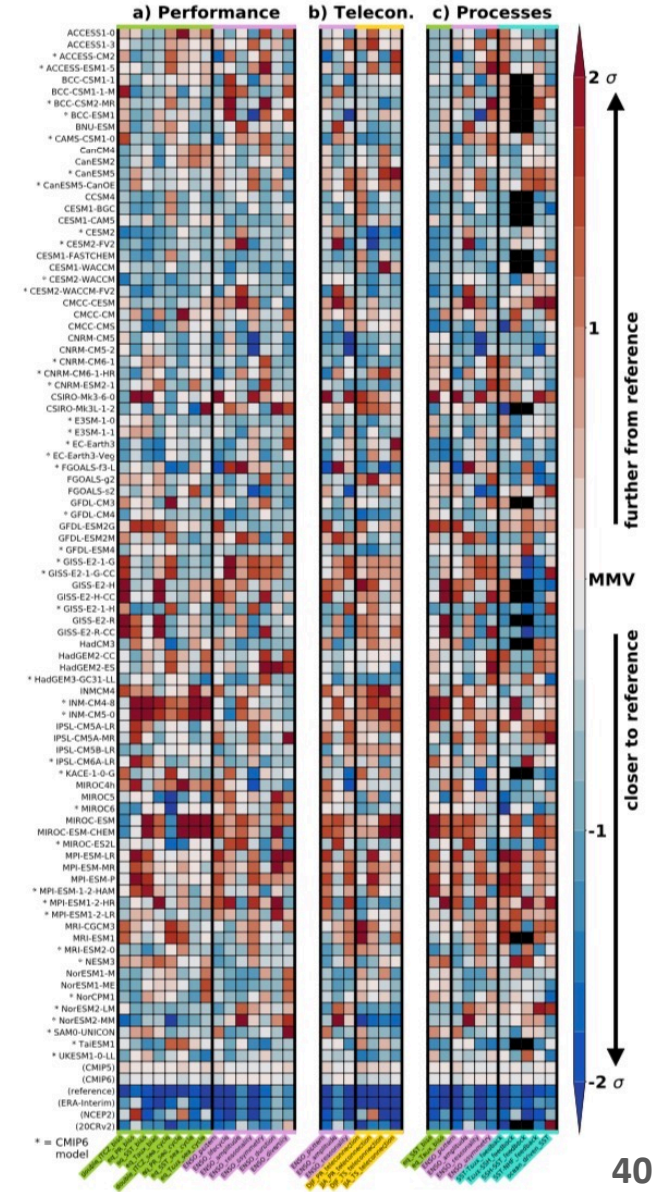 a) Performance
b) Telecon.
c) Processes
ACCESS1-0
ACCESS1-3
* ACCESS-CM2
* ACCESS-ESM1-5
BCC-CSM1-1
BCC-CSM1-1-M
* BCC-CSM2-MR
* BCC-ESM1
BNU-ESM
* CAMS-CSM1-0
CanCM4
CanESM2
* CanESM5
* CanESM5-CanOE
CCSM4
CESM1-BGC
CESM1-CAM5
* CESM2
* CESM2-FV2
CESM1-FASTCHEM
CESM1-WACCM
* CESM2-WACCM
* CESM2-WACCM-FV2
CMCC-CESM
CMCC-CM
CMCC-CMS
CNRM-CM5
CNRM-CM5-2
* CNRM-CM6-1
* CNRM-CM6-1-HR
* CNRM-ESM2-1
CSIRO-Mk3-6-0
CSIRO-Mk3L-1-2
* E3SM-1-0
* E3SM-1-1
* EC-Earth3
* EC-Earth3-Veg
* FGOALS-f3-L
FGOALS-g2
FGOALS-s2
GFDL-CM3
* GFDL-CM4
GFDL-ESM2G
GFDL-ESM2M
* GFDL-ESM4
* GISS-E2-1-G
* GISS-E2-1-G-CC
GISS-E2-H
GISS-E2-H-CC
* GISS-E2-1-H
GISS-E2-R
GISS-E2-R-CC
HadCM3
HadGEM2-CC
HadGEM2-ES
* HadGEM3-GC31-LL
INMCM4
* INM-CM4-8
* INM-CM5-0
IPSL-CM5A-LR
IPSL-CM5A-MR
IPSL-CM5B-LR
* IPSL-CM6A-LR
* KACE-1-0-G
MIROC4h
MIROC5
* MIROC6
MIROC-ESM
MIROC-ESM-CHEM
* MIROC-ES2L
MPI-ESM-LR
MPI-ESM-MR
MPI-ESM-P
* MPI-ESM-1-2-HAM
* MPI-ESM1-2-HR
* MPI-ESM1-2-LR
MRI-CGCM3
MRI-ESM1
* MRI-ESM2-0
* NESM3
NorESM1-M
NorESM1-ME
* NorCPM1
* NorESM2-LM
* NorESM2-MM
* SAM0-UNICON
* TaiESM1
* UKESM1-0-LL
(CMIP5)
(CMIP6)
(reference)
(ERA-Interim)
(NCEP2)
(20CRv2)
* = CMIP6
model
2 σ
1
MMV
-1
-2 σ
further from reference
closer to reference
40